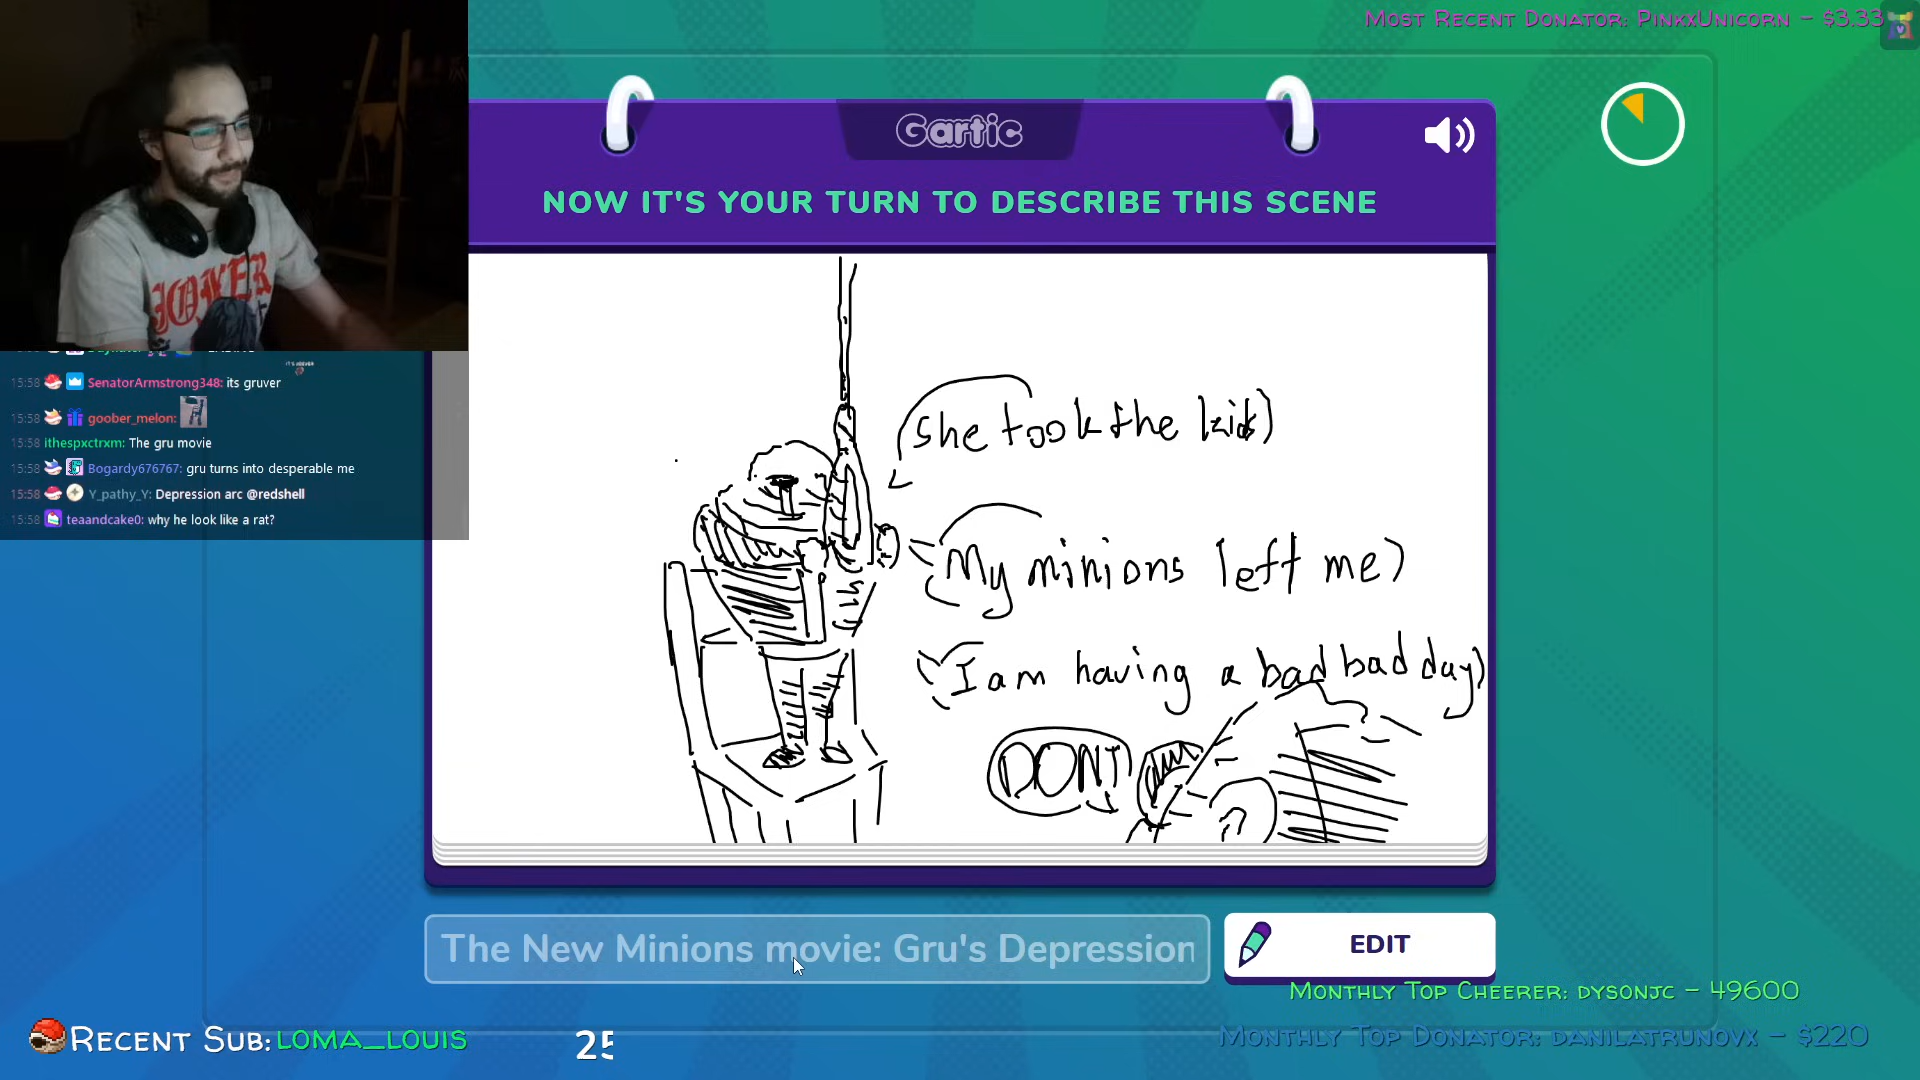 MOST RECENT DONATOR: PINKXUNICORN - $3.33
Gartic
NOW IT'S YOUR TURN TO DESCRIBE THIS SCENE
15:58 SenatorArmstrong348: its gruver
15:58 goober_melon:
15:58 ithespxctrxm: The gru movie
15:58 Bogardy676767: gru turns into desperable me
15:58 Y_pathy_Y: Depression arc @redshell
15:58 teaandcake0: why he look like a rat?
she took the kids
My minions left me
I am having a bad bad day
DONT
The New Minions movie: Gru's Depression
EDIT
MONTHLY TOP CHEERER: DYSONJC - 49600
RECENT SUB: LOMA_LOUIS
25
MONTHLY TOP DONATOR: DANILATRUNOVX - $220